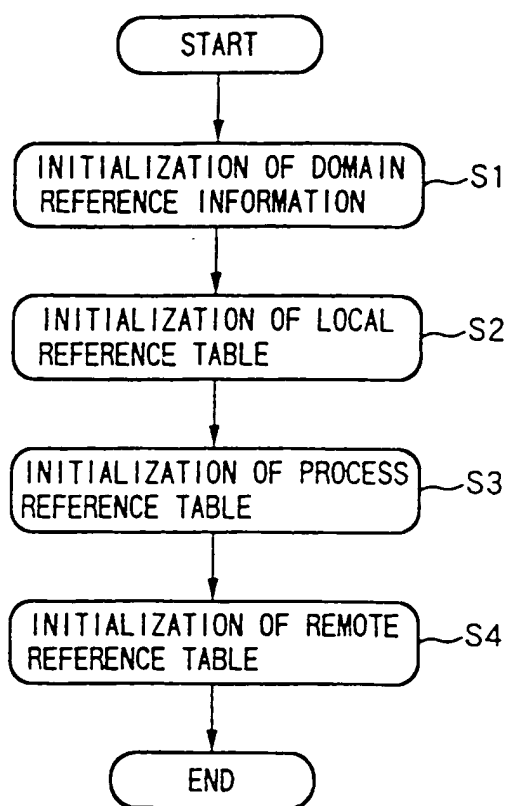 START
INITIALIZATION OF DOMAIN
REFERENCE INFORMATION
S1
INITIALIZATION OF LOCAL
REFERENCE TABLE
S2
INITIALIZATION OF PROCESS
REFERENCE TABLE
S3
INITIALIZATION OF REMOTE
REFERENCE TABLE
S4
END